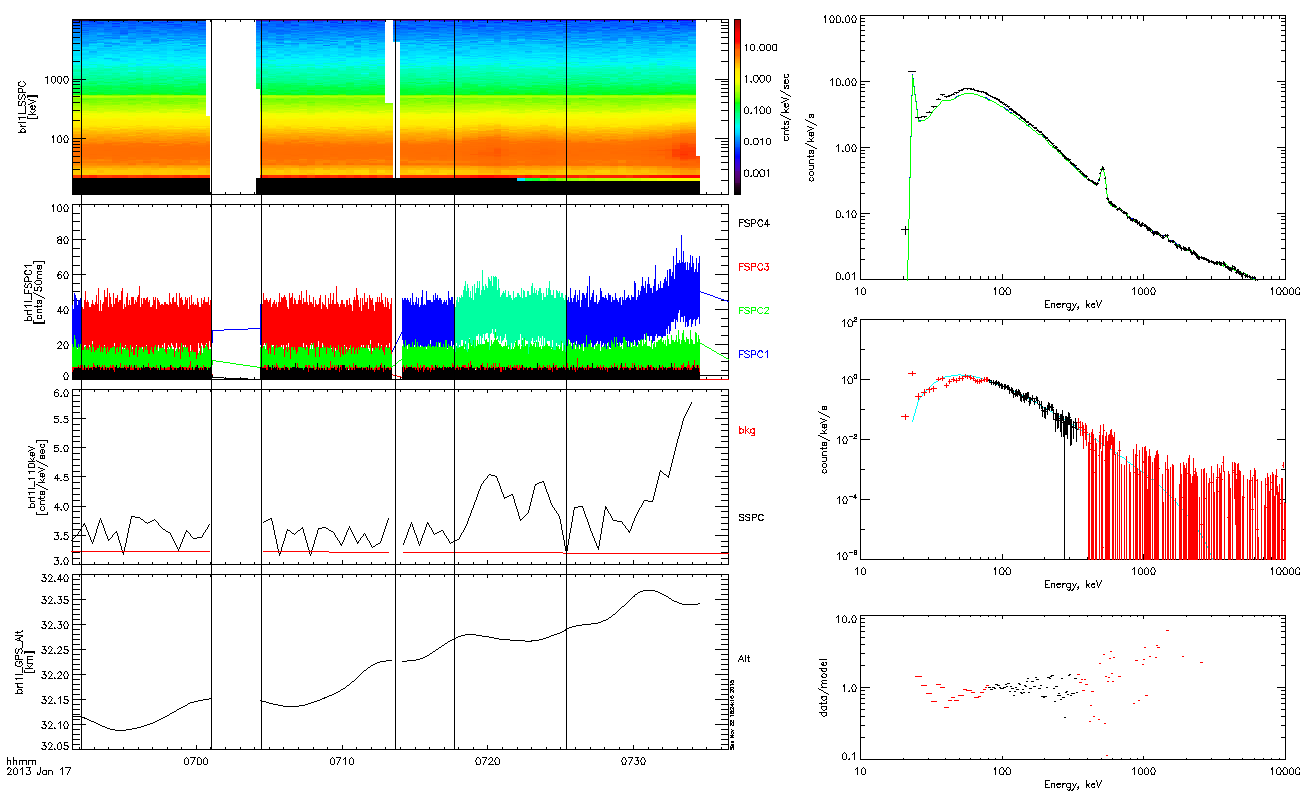 brl1L_SSPC
[keV]
1000
100
10.000
1.000
0.100
0.010
0.001
cnts/keV/sec
brl1L_FSPC1
[cnts/50ms]
100
80
60
40
20
0
FSPC4
FSPC3
FSPC2
FSPC1
brl1L_110keV
[cnts/keV/sec]
6.0
5.5
5.0
4.5
4.0
3.5
3.0
bkg
SSPC
brl1L_GPS_Alt
[km]
32.40
32.35
32.30
32.25
32.20
32.15
32.10
32.05
Alt
hhmm
2013 Jan 17
0700
0710
0720
0730
counts/keV/s
100.00
10.00
1.00
0.10
0.01
10
100
1000
10000
Energy, keV
counts/keV/s
10²
10⁰
10⁻²
10⁻⁴
10⁻⁶
10
100
1000
10000
Energy, keV
data/model
10.0
1.0
0.1
10
100
1000
10000
Energy, keV